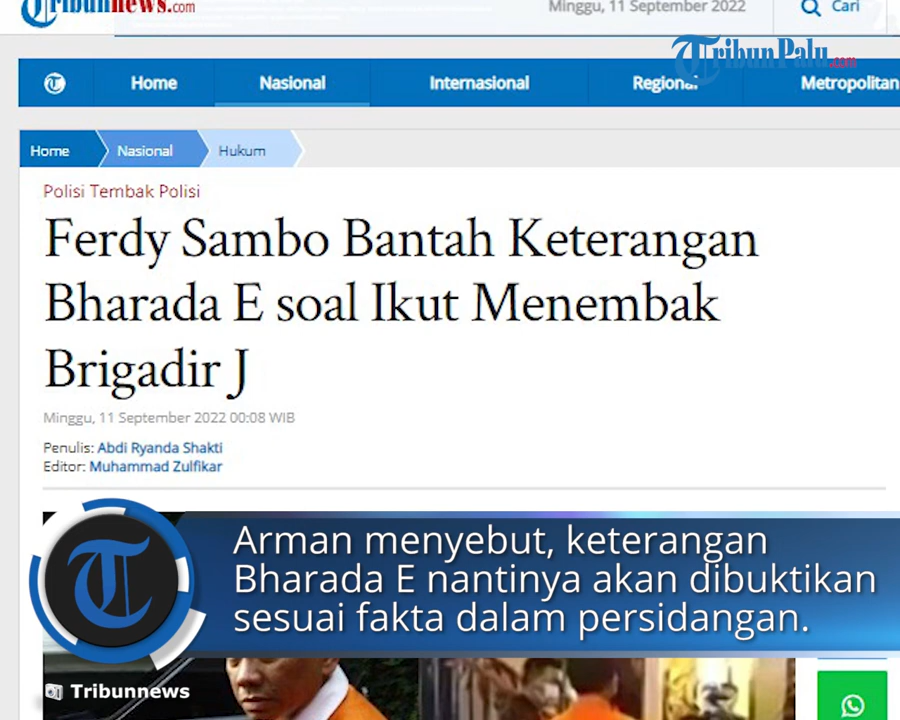 Tribunnews.com
Minggu, 11 September 2022
Cari
TribunPalu.com
Home
Nasional
Internasional
Regional
Metropolitan
Home
Nasional
Hukum
Polisi Tembak Polisi
Ferdy Sambo Bantah Keterangan
Bharada E soal Ikut Menembak
Brigadir J
Minggu, 11 September 2022 00:08 WIB
Penulis: Abdi Ryanda Shakti
Editor: Muhammad Zulfikar
Arman menyebut, keterangan
Bharada E nantinya akan dibuktikan
sesuai fakta dalam persidangan.
Tribunnews